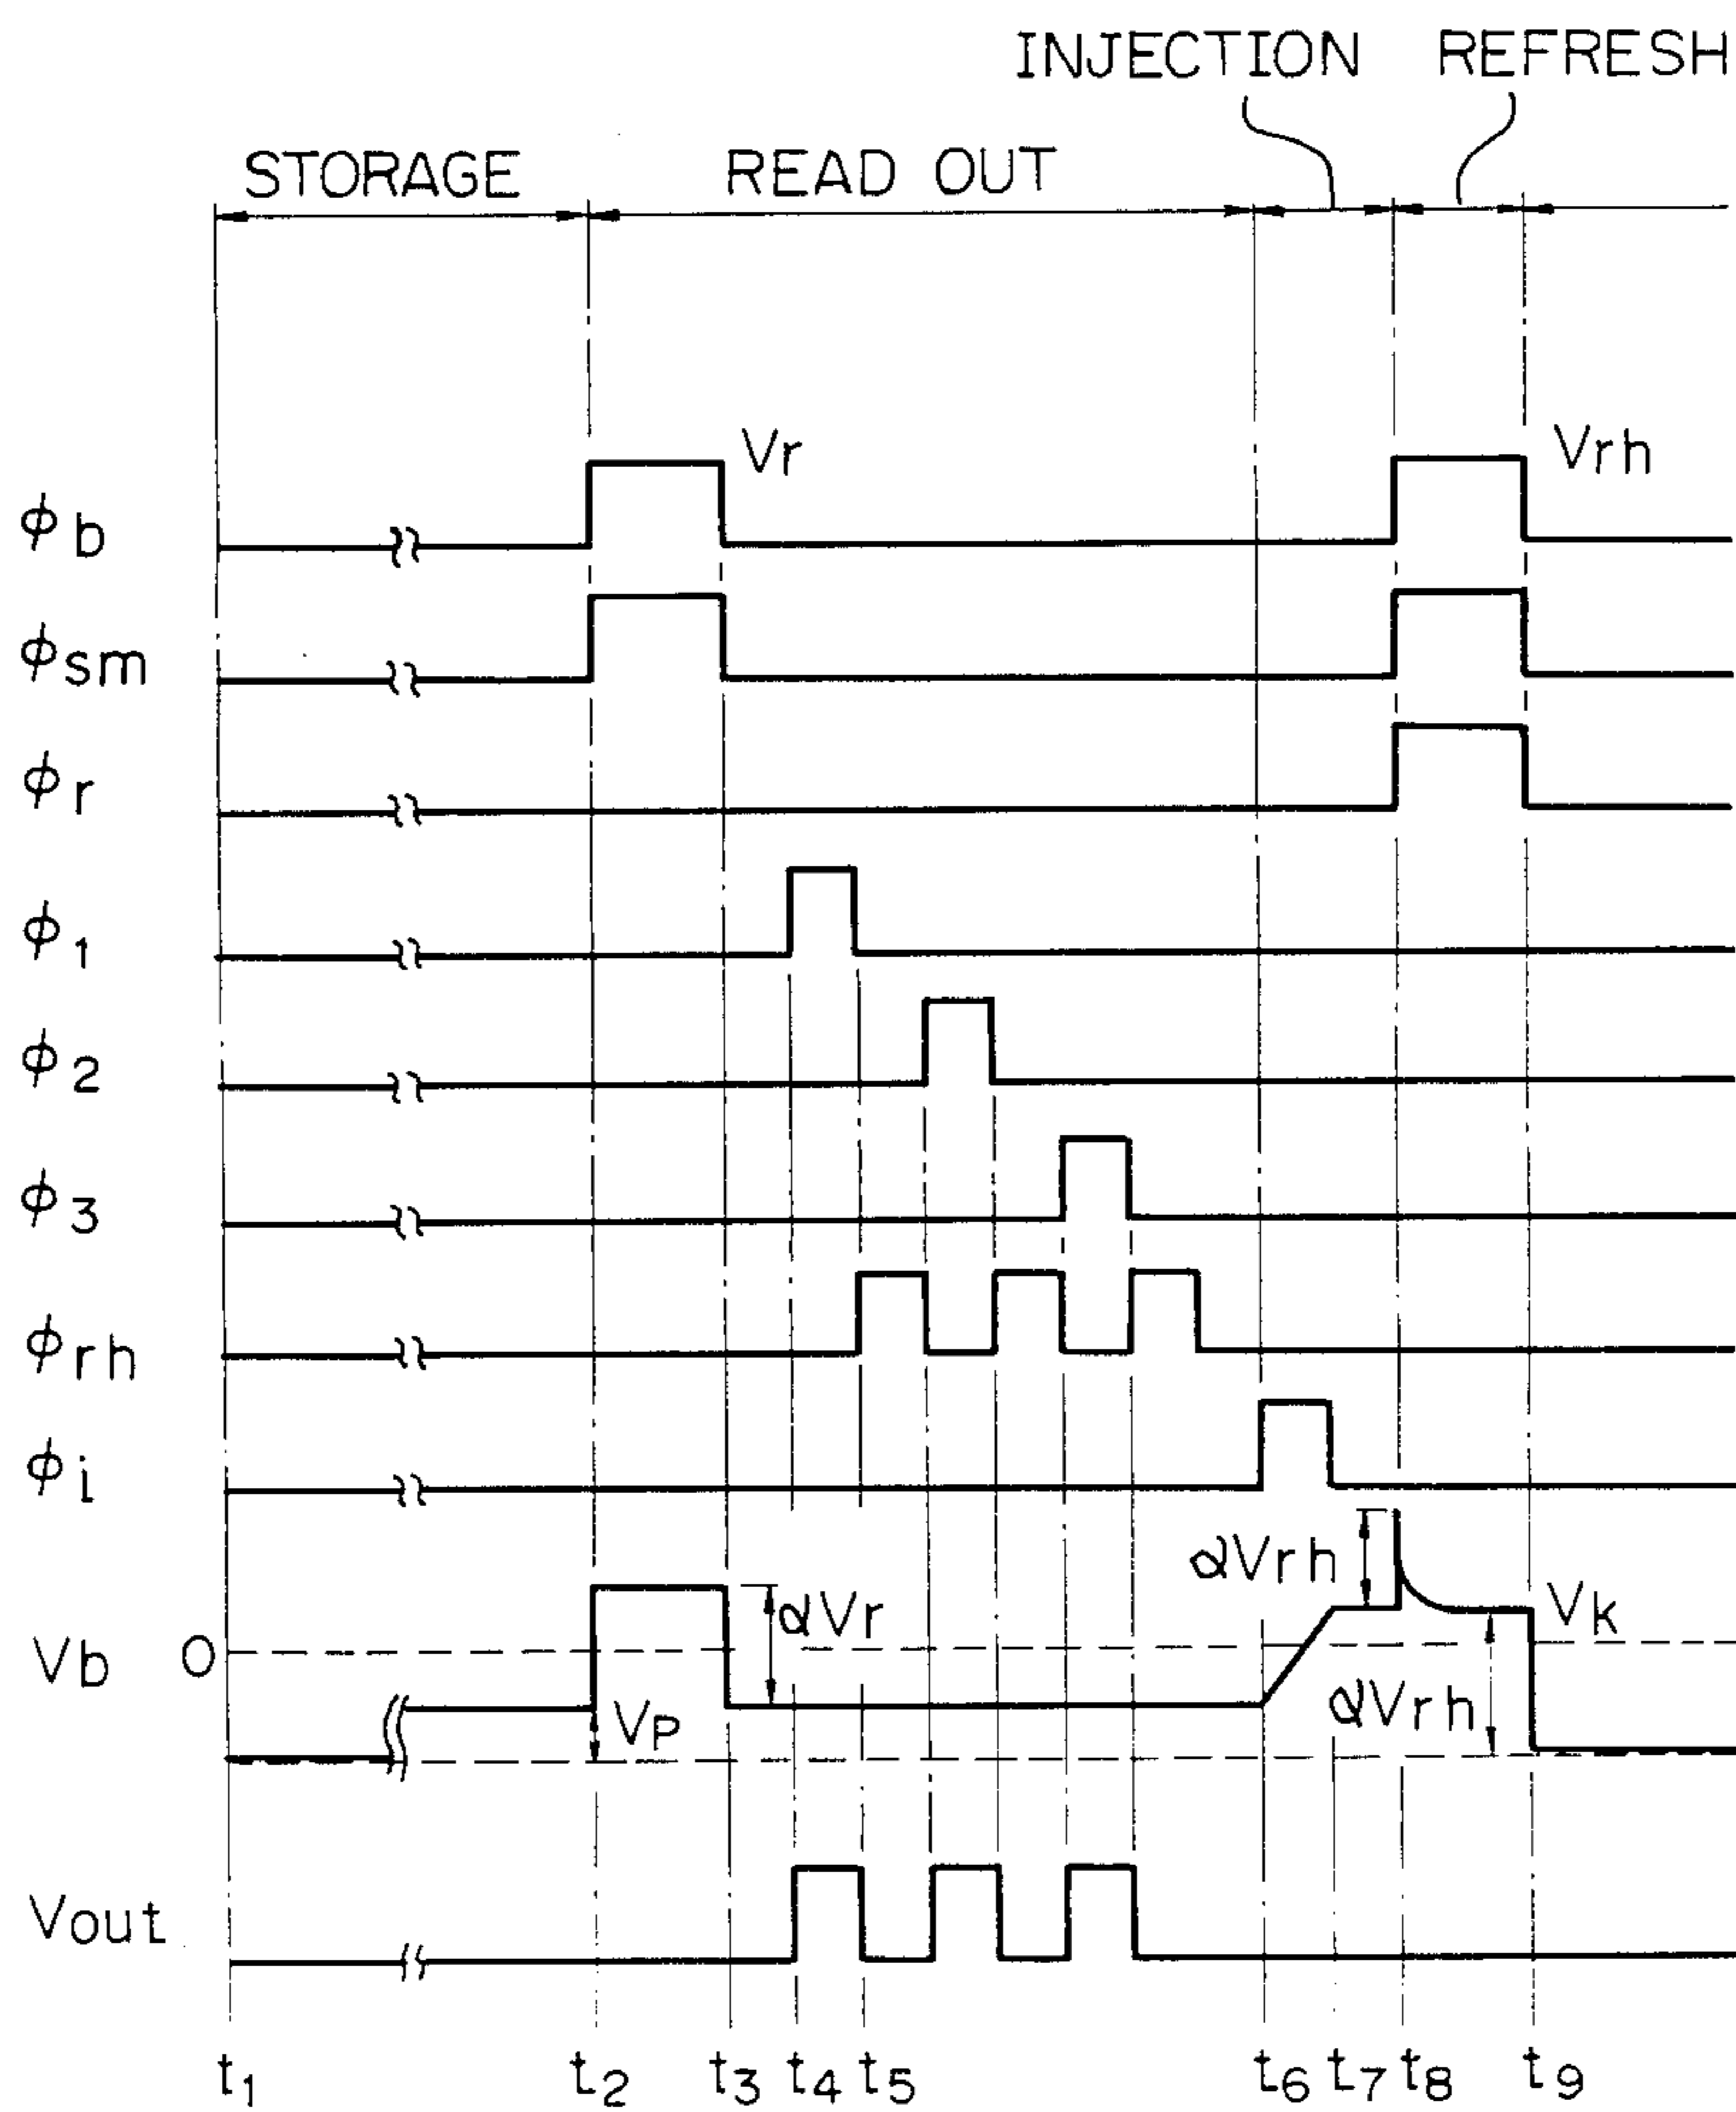 INJECTION REFRESH
STORAGE READ OUT
Vr Vrh
ϕb
ϕsm
ϕr
ϕ1
ϕ2
ϕ3
ϕrh
ϕi
αVrh
αVr Vk
Vb 0
Vp αVrh
Vout
t1 t2 t3 t4 t5 t6 t7 t8 t9